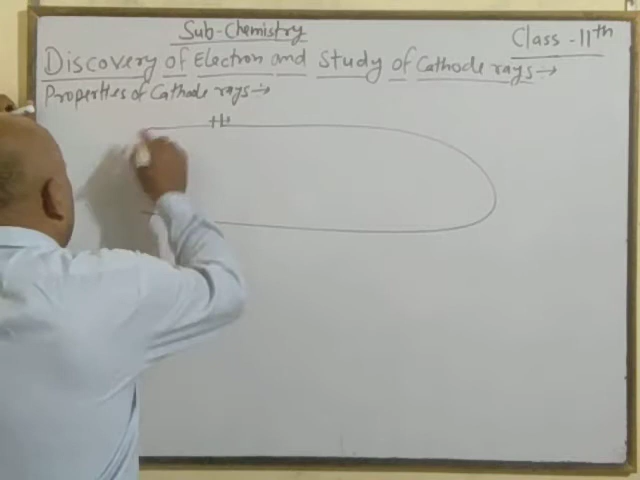 Sub-Chemistry
Class-11th
Discovery of Electron and Study of Cathode rays:→
Properties of Cathode rays:→